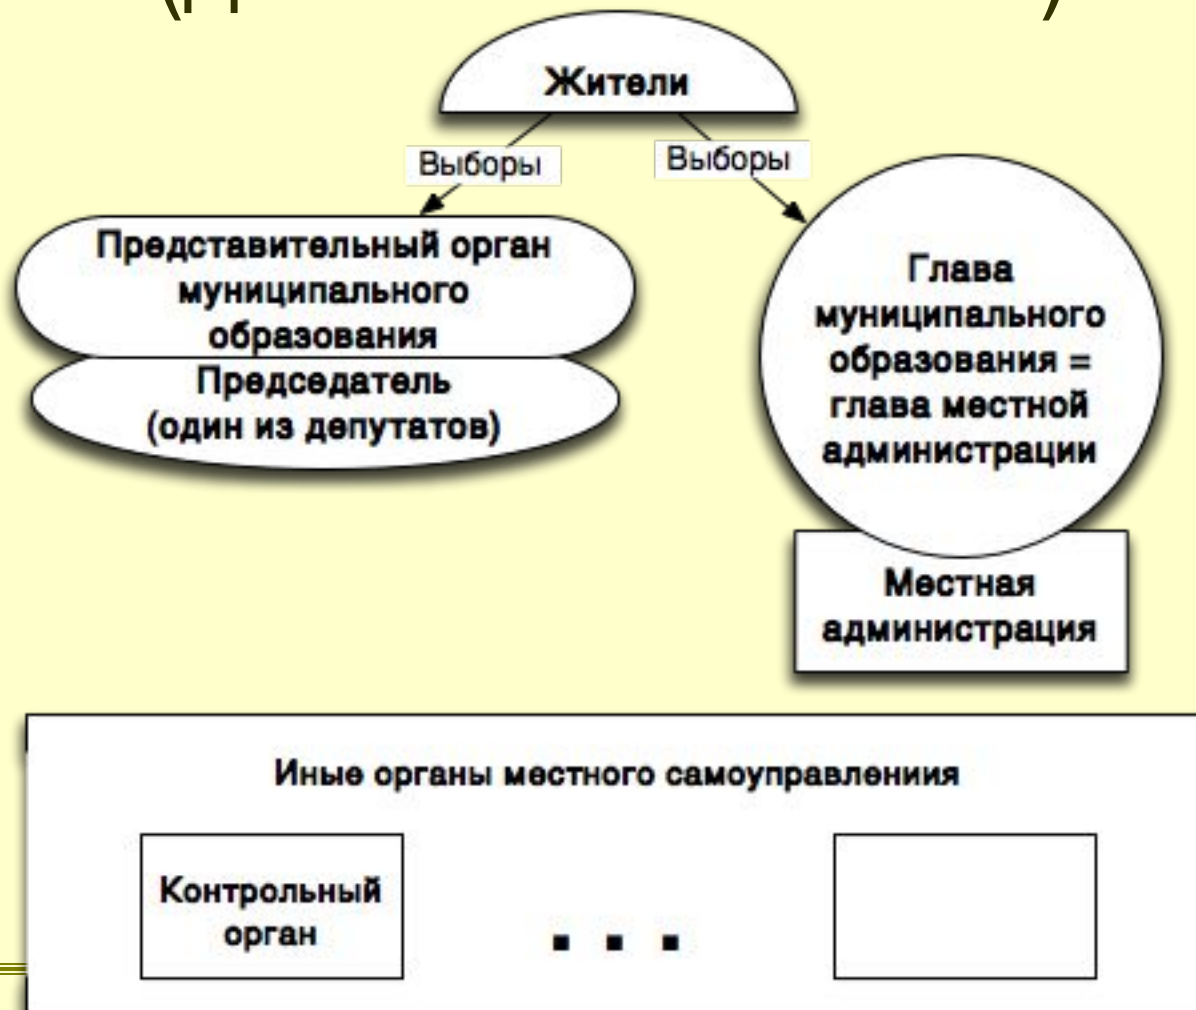 Жители
Выборы
Выборы
Представительный орган
муниципального
образования
Председатель
(один из депутатов)
Глава
муниципального
образования =
глава местной
администрации
Местная
администрация
Иные органы местного самоуправлениия
Контрольный
орган
...